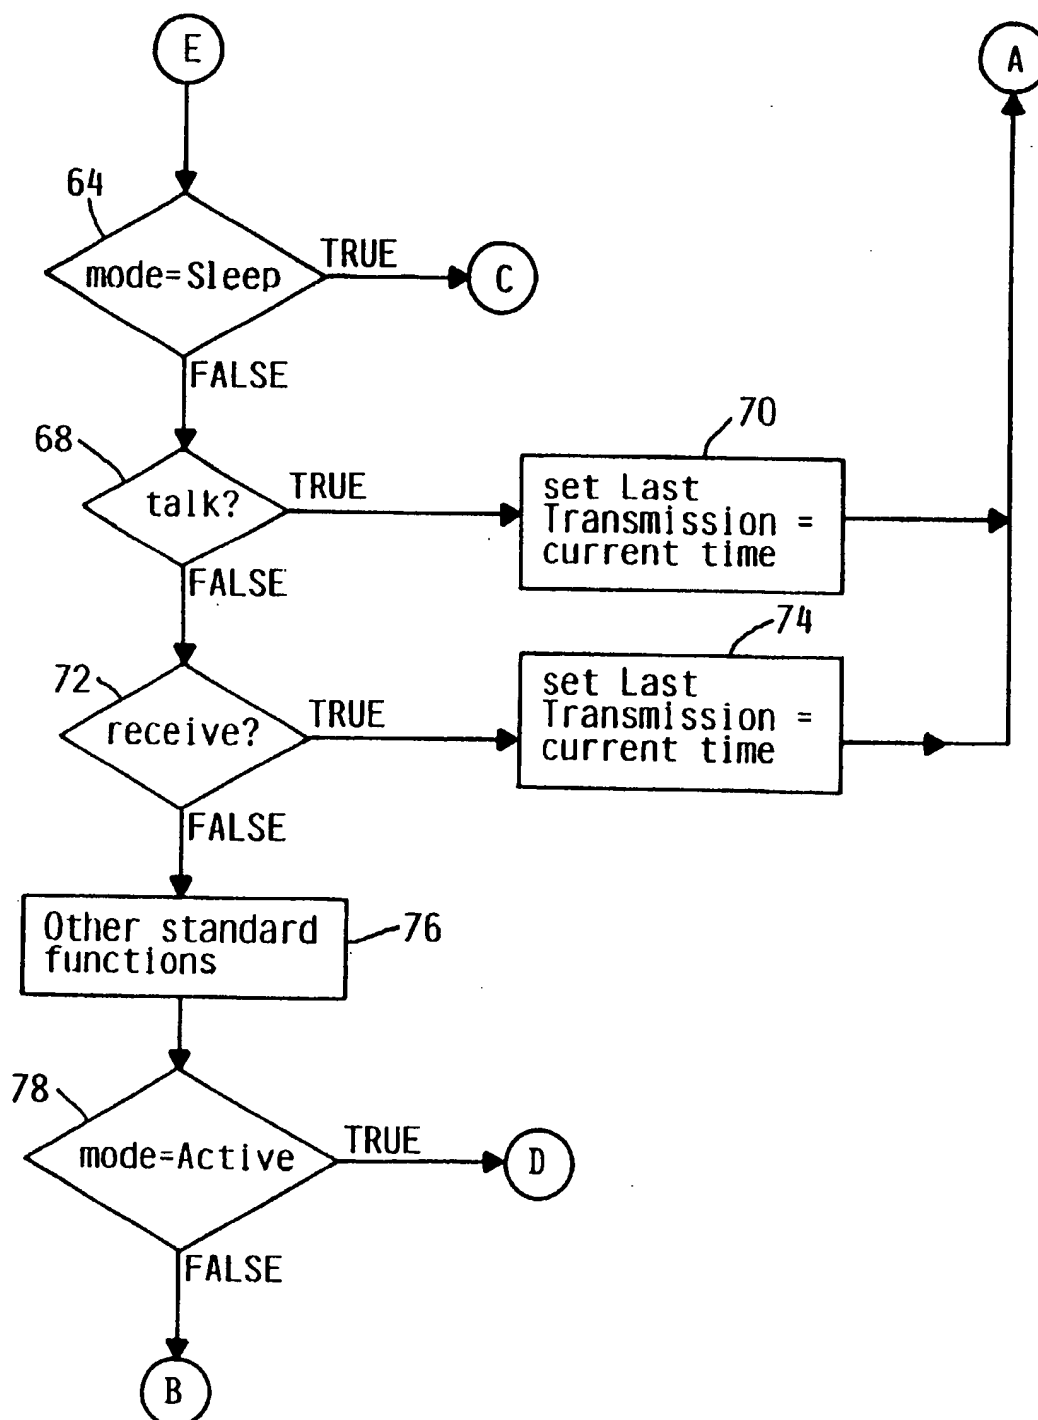 E
A
64
mode=Sleep
TRUE
C
FALSE
68
talk?
TRUE
70
set Last
Transmission =
current time
FALSE
72
receive?
TRUE
74
set Last
Transmission =
current time
FALSE
Other standard
functions
76
78
mode=Active
TRUE
D
FALSE
B